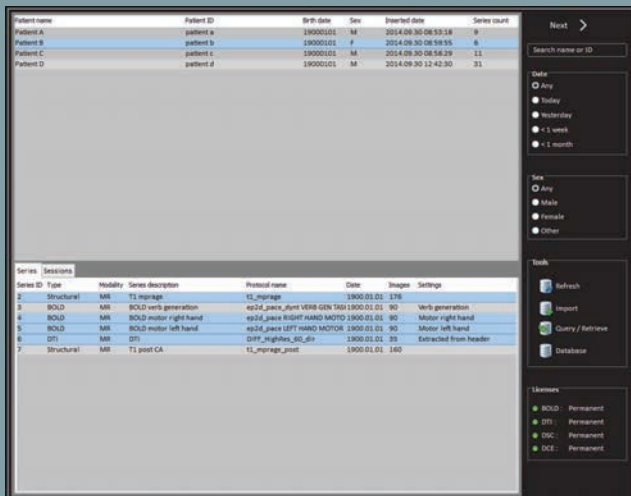 Patient name Patient ID Birth date Sex Inserted date Series count
Patient A patient a 19000101 M 2014.09.30 08:53:18 9
Patient B patient b 19000101 F 2014.09.30 08:59:55 6
Patient C patient c 19000101 M 2014.09.30 08:58:29 11
Patient D patient d 19000101 M 2014.09.30 12:42:30 31
Series Sessions
Series ID Type Modality Series description Protocol name Date Images Settings
2 Structural MR T1 mprage t1_mprage 1900.01.01 176
3 BOLD MR BOLD verb generation ep2d_pace_dynt VERB GEN TASI 1900.01.01 90 Verb generation
4 BOLD MR BOLD motor right hand ep2d_pace RIGHT HAND MOTO 1900.01.01 90 Motor right hand
5 BOLD MR BOLD motor left hand ep2d_pace LEFT HAND MOTOR 1900.01.01 90 Motor left hand
6 DTI MR DTI DIFF_HighRes_60_dir 1900.01.01 35 Extracted from header
7 Structural MR T1 post CA t1_mprage_post 1900.01.01 160
Next
Search name or ID
Date
Any
Today
Yesterday
< 1 week
< 1 month
Sex
Any
Male
Female
Other
Tools
Refresh
Import
Query / Retrieve
Database
Licenses
BOLD : Permanent
DTI : Permanent
DSC : Permanent
DCE : Permanent